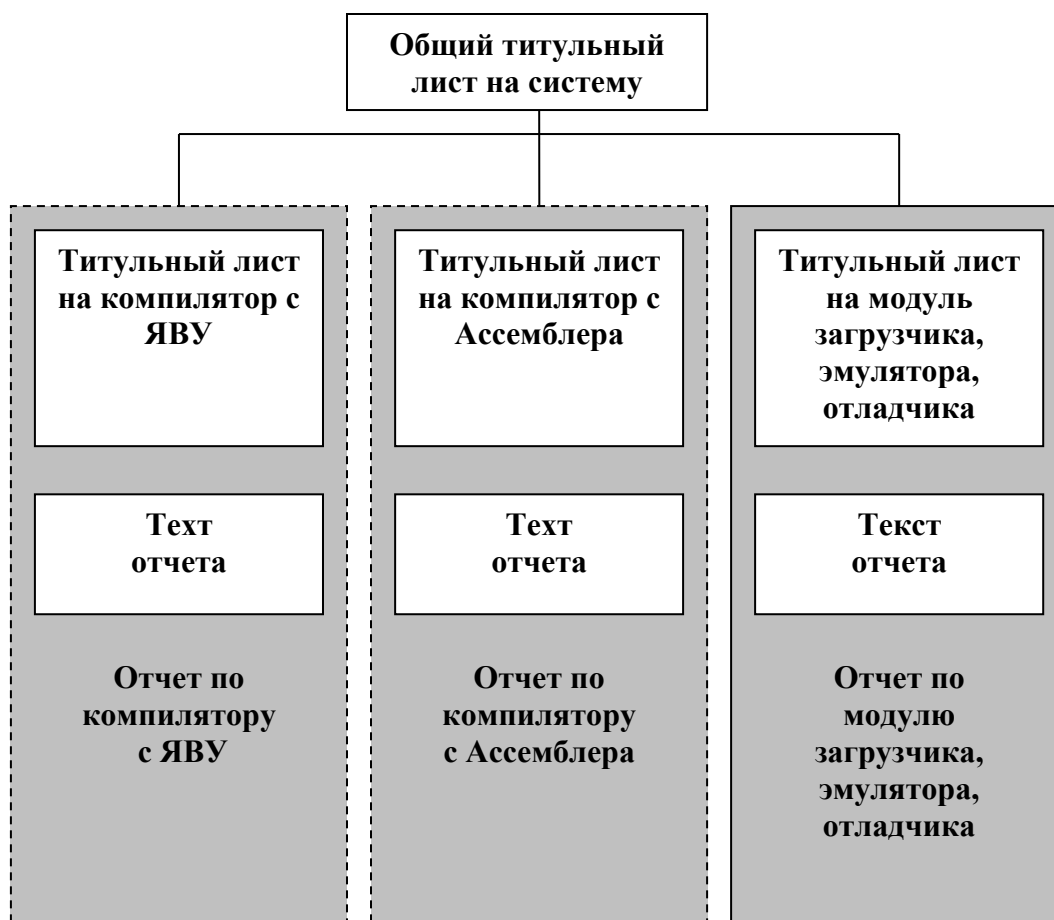 Общий титульный
лист на систему
Титульный лист
на компилятор с
ЯВУ
Техт
отчета
Отчет по
компилятору
с ЯВУ
Титульный лист
на компилятор с
Ассемблера
Техт
отчета
Отчет по
компилятору
с Ассемблера
Титульный лист
на модуль
загрузчика,
эмулятора,
отладчика
Текст
отчета
Отчет по
модулю
загрузчика,
эмулятора,
отладчика